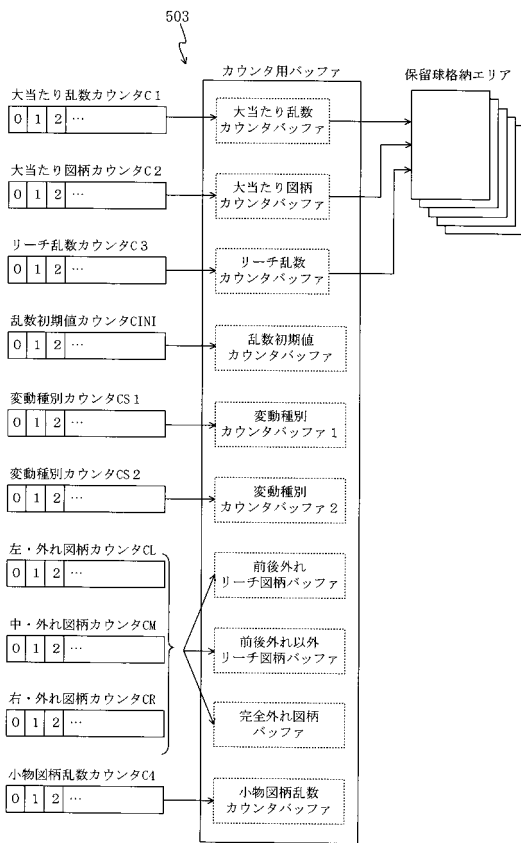 503
カウンタ用バッファ
保留球格納エリア
大当たり乱数カウンタC1
0 1 2 …
大当たり乱数
カウンタバッファ
大当たり図柄カウンタC2
0 1 2 …
大当たり図柄
カウンタバッファ
リーチ乱数カウンタC3
0 1 2 …
リーチ乱数
カウンタバッファ
乱数初期値カウンタCINI
0 1 2 …
乱数初期値
カウンタバッファ
変動種別カウンタCS1
0 1 2 …
変動種別
カウンタバッファ1
変動種別カウンタCS2
0 1 2 …
変動種別
カウンタバッファ2
左・外れ図柄カウンタCL
0 1 2 …
前後外れ
リーチ図柄バッファ
中・外れ図柄カウンタCM
0 1 2 …
前後外れ以外
リーチ図柄バッファ
右・外れ図柄カウンタCR
0 1 2 …
完全外れ図柄
バッファ
小物図柄乱数カウンタC4
0 1 2 …
小物図柄乱数
カウンタバッファ